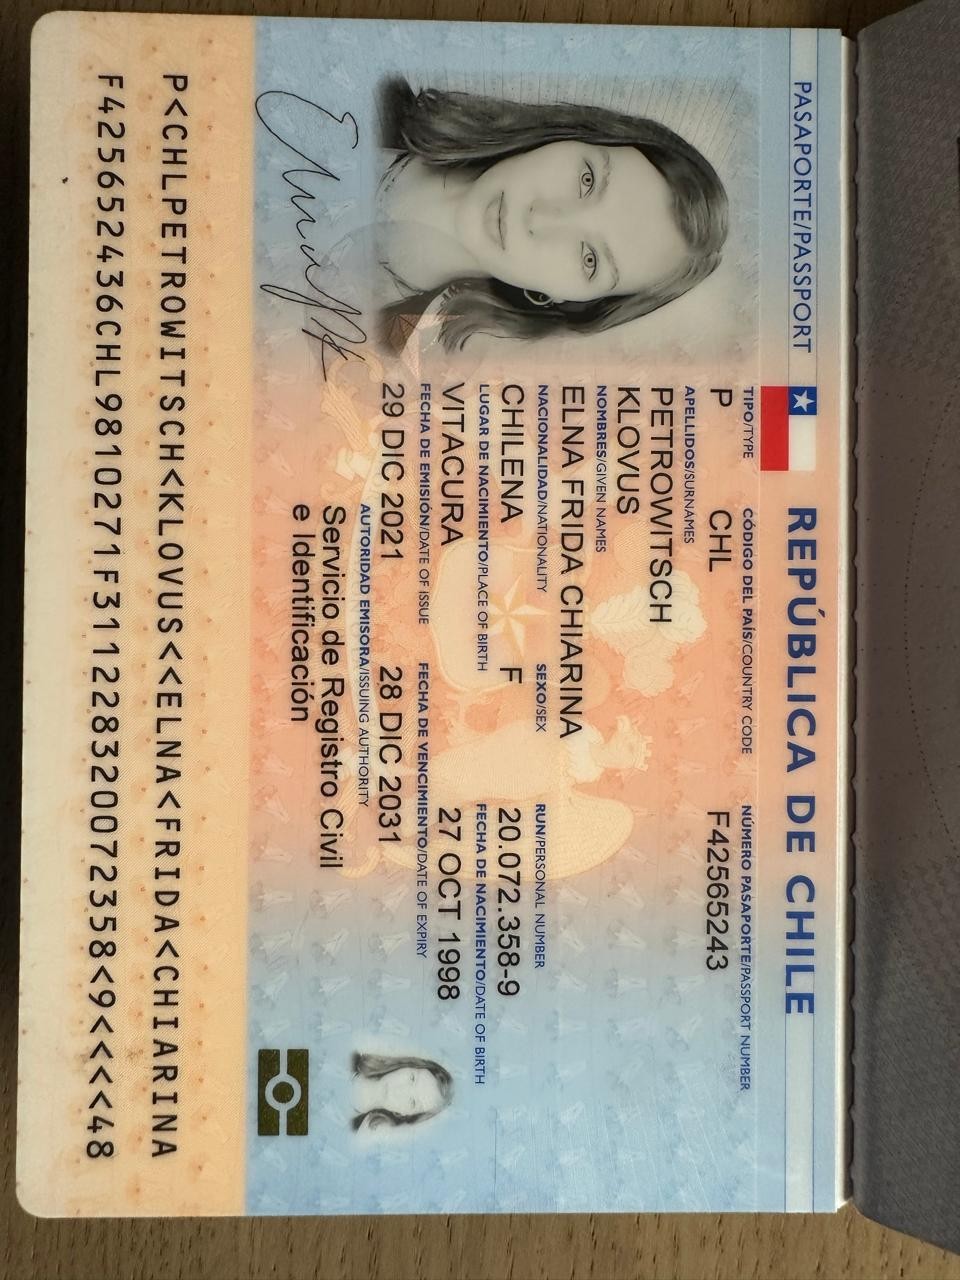 PASAPORTE/PASSPORT
REPÚBLICA DE CHILE
TIPO/TYPE CÓDIGO DEL PAÍS/COUNTRY CODE NÚMERO PASAPORTE/PASSPORT NUMBER
P CHL F42565243
APELLIDOS/SURNAMES
PETROWITSCH
KLOVUS
NOMBRES/GIVEN NAMES
ELNA FRIDA CHIARINA
NACIONALIDAD/NATIONALITY SEXO/SEX RUN/PERSONAL NUMBER
CHILENA F 20.072.358-9
LUGAR DE NACIMIENTO/PLACE OF BIRTH FECHA DE NACIMIENTO/DATE OF BIRTH
VITACURA 27 OCT 1998
FECHA DE EMISIÓN/DATE OF ISSUE FECHA DE VENCIMIENTO/DATE OF EXPIRY
29 DIC 2021 28 DIC 2031
AUTORIDAD EMISORA/ISSUING AUTHORITY
Servicio de Registro Civil
e Identificación
P<CHLPETROWITSCH<KLOVUS<<ELNA<FRIDA<CHIARINA
F425652436CHL9810271F311228320072358<9<<<<48